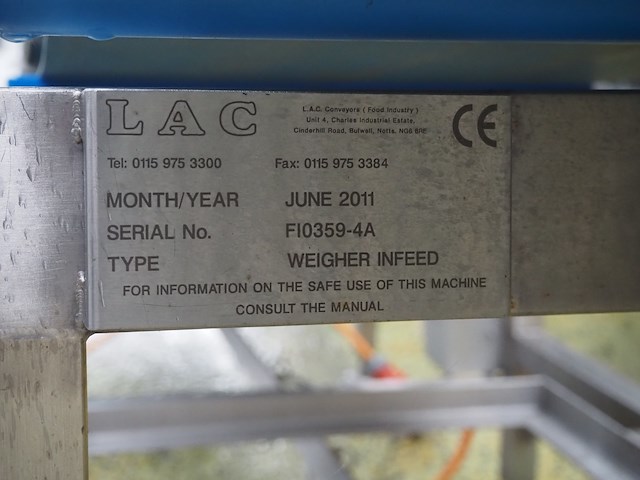 LAC
L.A.C. Conveyors ( Food Industry )
Unit 4, Charles Industrial Estate,
Cinderhill Road, Bulwall, Notts, NG6 8RE
CE
Tel: 0115 975 3300 Fax: 0115 975 3384
MONTH/YEAR JUNE 2011
SERIAL No. FI0359-4A
TYPE WEIGHER INFEED
FOR INFORMATION ON THE SAFE USE OF THIS MACHINE
CONSULT THE MANUAL